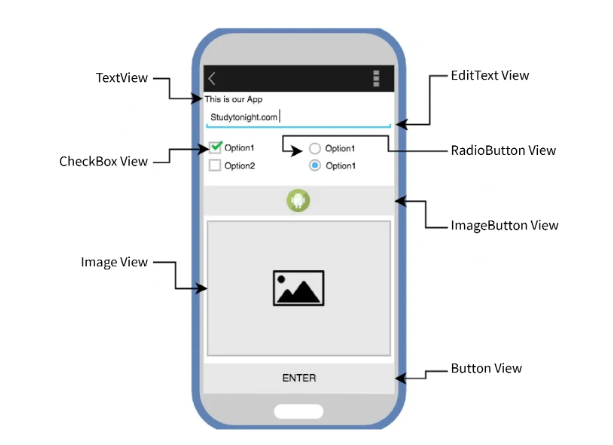 TextView
EditText View
This is our App
Studytonight.com
CheckBox View
Option1
Option1
RadioButton View
Option2
Option1
ImageButton View
Image View
ENTER
Button View